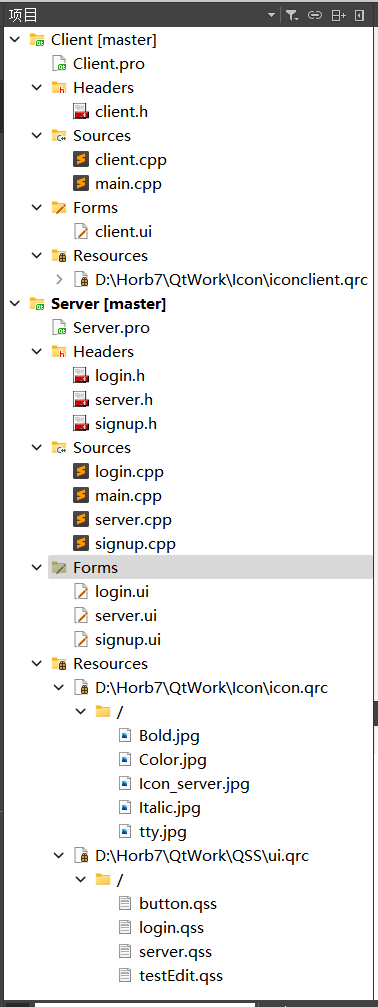 项目
Client [master]
Client.pro
Headers
client.h
Sources
client.cpp
main.cpp
Forms
client.ui
Resources
D:\Horb7\QtWork\Icon\iconclient.qrc
Server [master]
Server.pro
Headers
login.h
server.h
signup.h
Sources
login.cpp
main.cpp
server.cpp
signup.cpp
Forms
login.ui
server.ui
signup.ui
Resources
D:\Horb7\QtWork\Icon\icon.qrc
/
Bold.jpg
Color.jpg
Icon_server.jpg
Italic.jpg
tty.jpg
D:\Horb7\QtWork\QSS\ui.qrc
/
button.qss
login.qss
server.qss
testEdit.qss